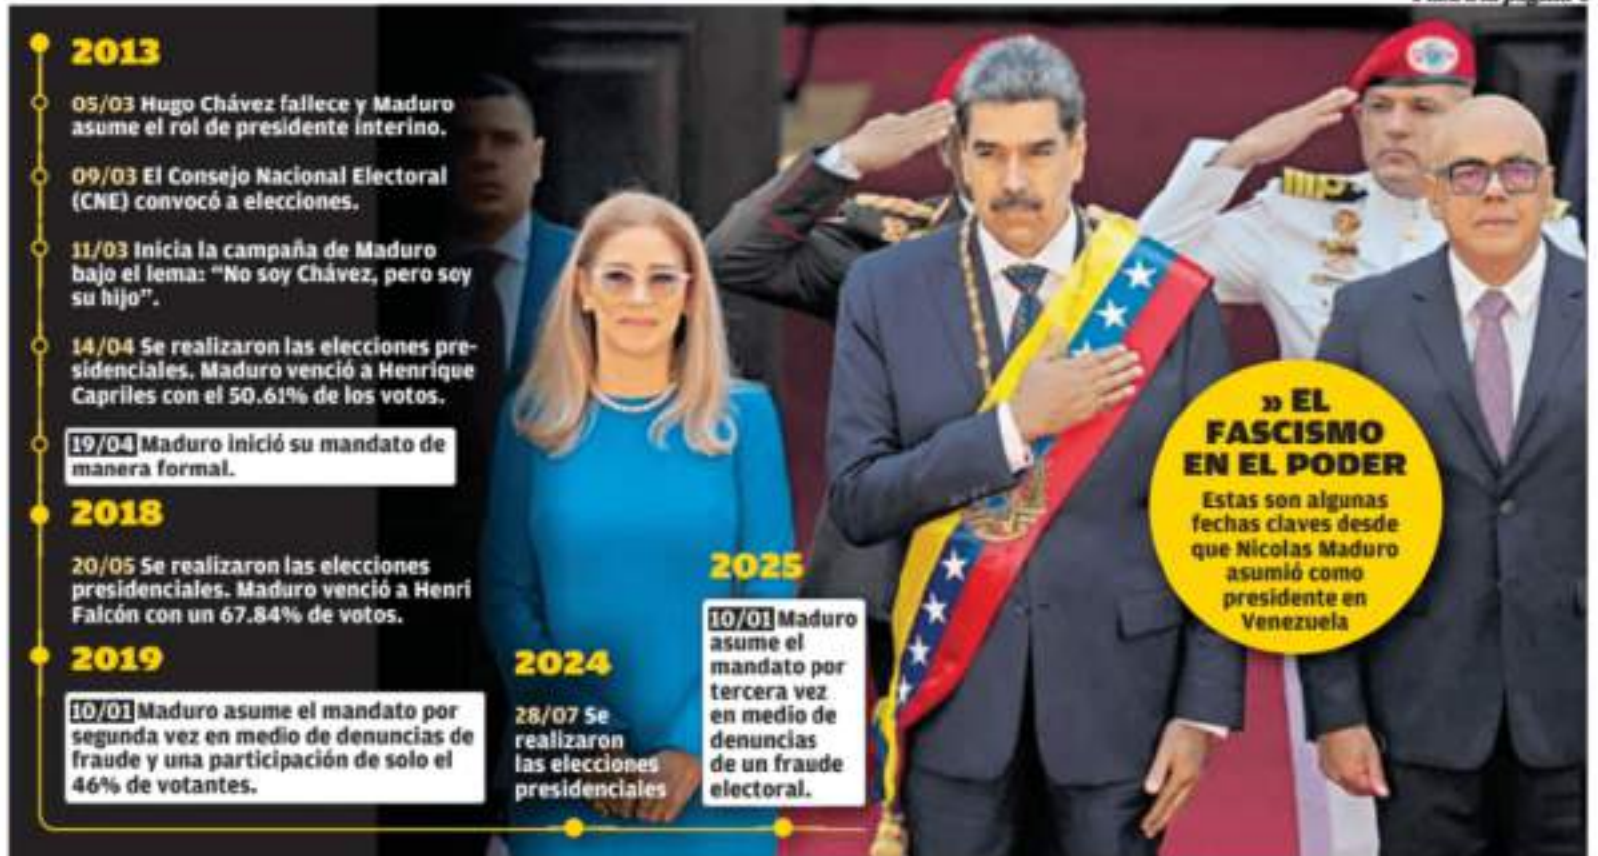 2013
05/03 Hugo Chávez fallece y Maduro
asume el rol de presidente interino.
09/03 El Consejo Nacional Electoral
(CNE) convocó a elecciones.
11/03 Inicia la campaña de Maduro
bajo el lema: “No soy Chávez, pero soy
su hijo”.
14/04 Se realizaron las elecciones pre-
sidenciales. Maduro venció a Henrique
Capriles con el 50.61% de los votos.
19/04 Maduro inició su mandato de
manera formal.
2018
20/05 Se realizaron las elecciones
presidenciales. Maduro venció a Henri
Falcón con un 67.84% de votos.
2019
10/01 Maduro asume el mandato por
segunda vez en medio de denuncias de
fraude y una participación de solo el
46% de votantes.
2024
28/07 Se
realizaron
las elecciones
presidenciales
2025
10/01 Maduro
asume el
mandato por
tercera vez
en medio de
denuncias
de un fraude
electoral.
» EL
FASCISMO
EN EL PODER
Estas son algunas
fechas claves desde
que Nicolas Maduro
asumió como
presidente en
Venezuela